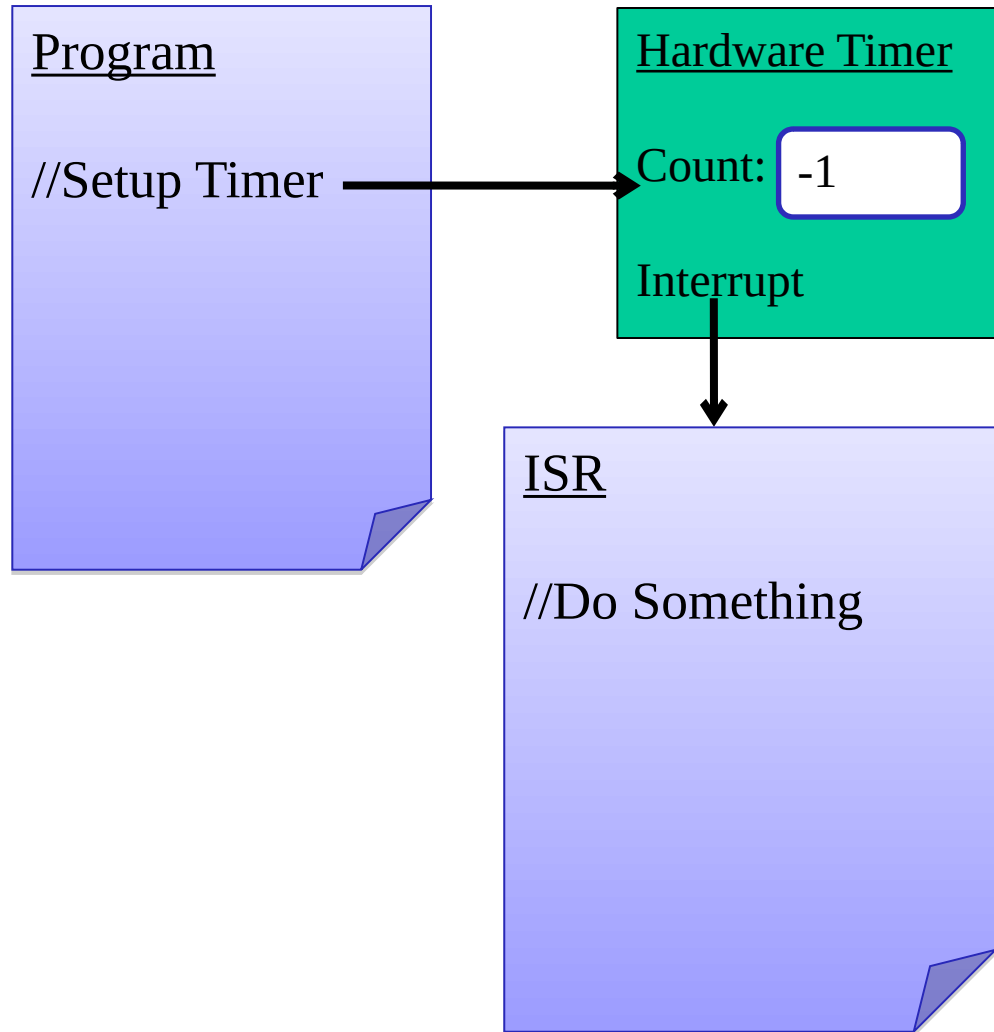 Program
//Setup Timer
Hardware Timer
Count: -1
Interrupt
ISR
//Do Something